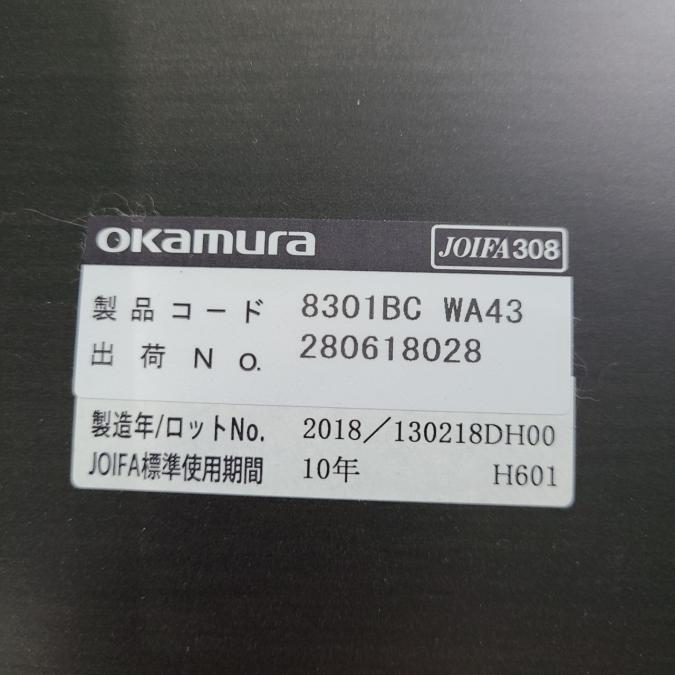 okamura
JOIFA308
製品コード 8301BC WA43
出荷No. 280618028
製造年/ロットNo. 2018／130218DH00
JOIFA標準使用期間 10年 H601